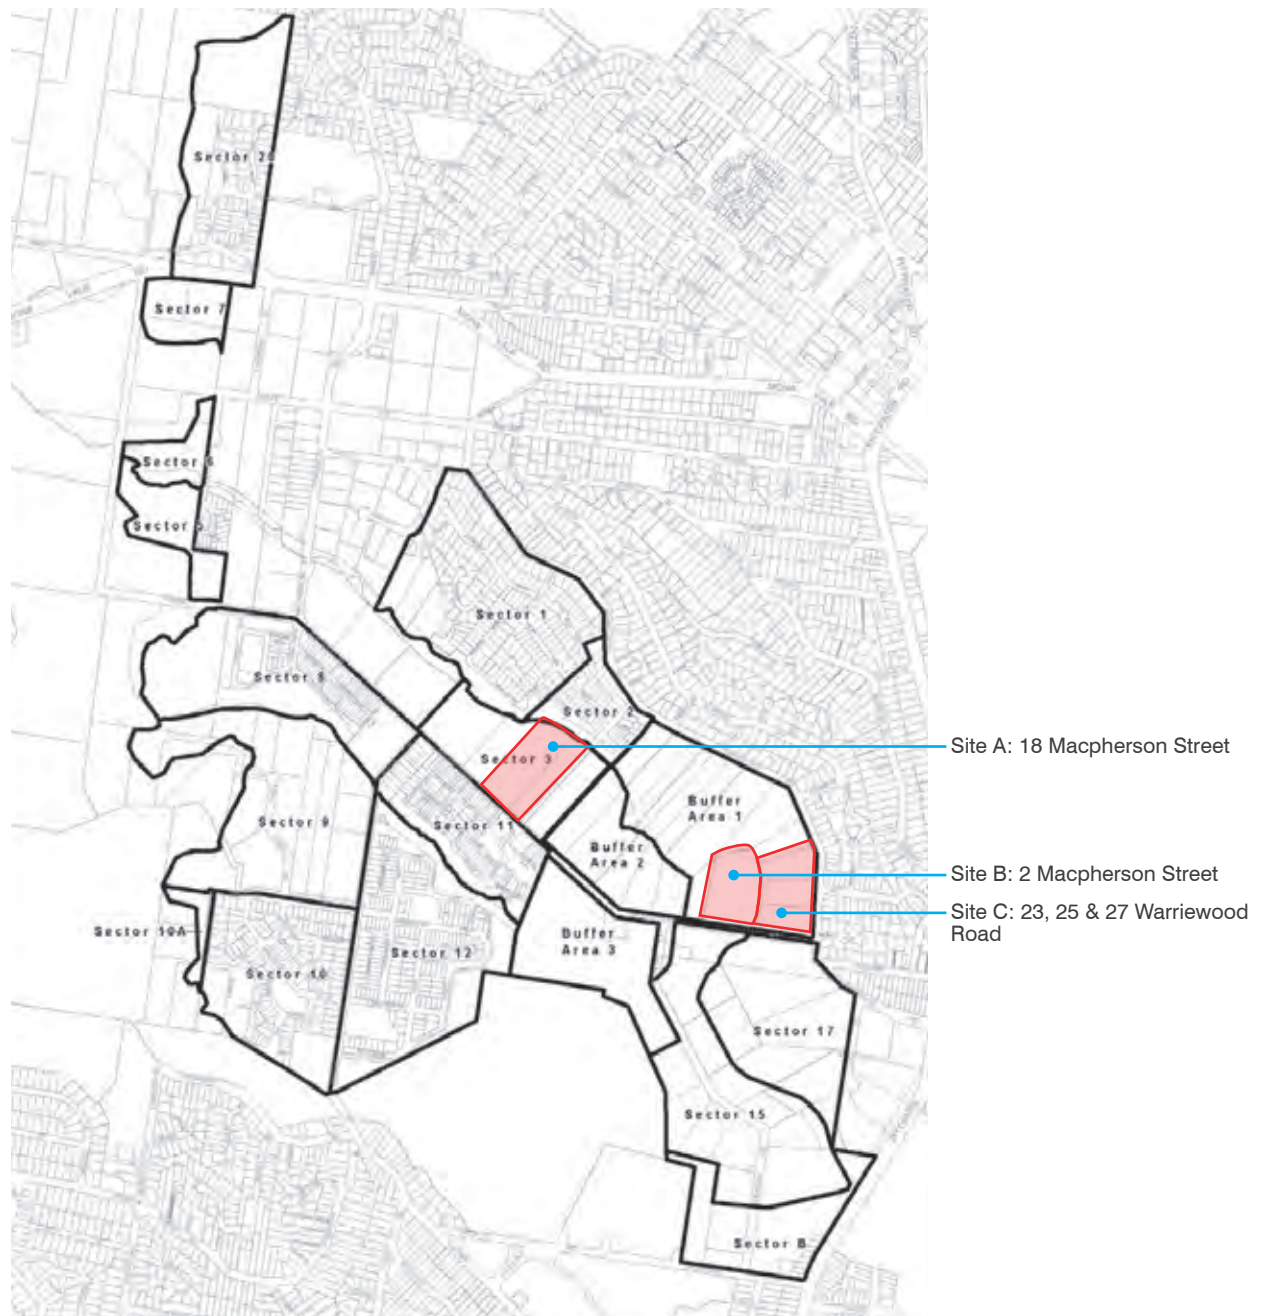 Sector 20
Sector 7
Sector 6
Sector 5
Sector 1
Sector 8
Sector 2
Sector 3
Site A: 18 Macpherson Street
Buffer
Area 1
Sector 9
Sector 11
Buffer
Area 2
Site B: 2 Macpherson Street
Site C: 23, 25 & 27 Warriewood
Road
Sector 10A
Buffer
Area 3
Sector 12
Sector 10
Sector 17
Sector 15
Sector B